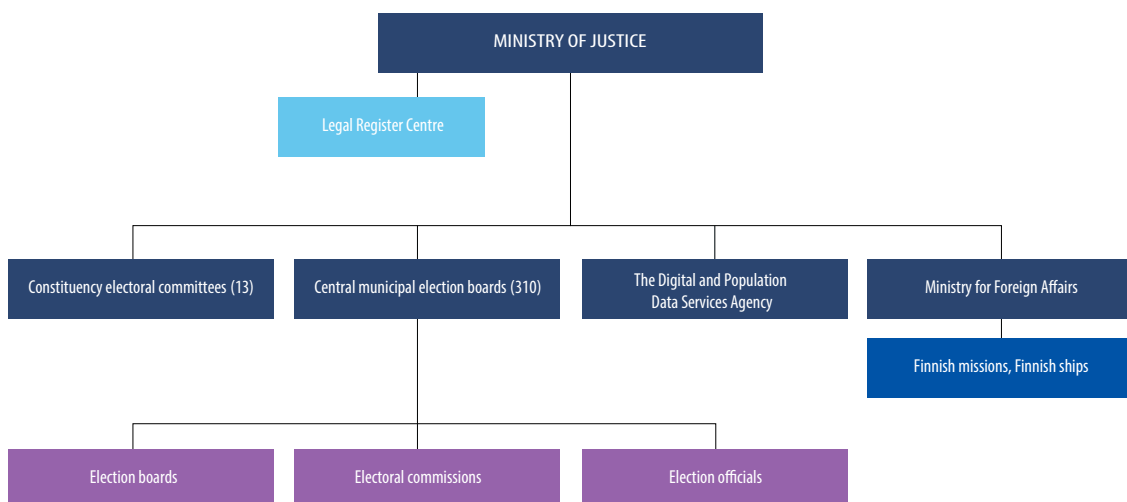 MINISTRY OF JUSTICE
Legal Register Centre
Constituency electoral committees (13)
Central municipal election boards (310)
The Digital and Population
Data Services Agency
Ministry for Foreign Affairs
Finnish missions, Finnish ships
Election boards
Electoral commissions
Election officials